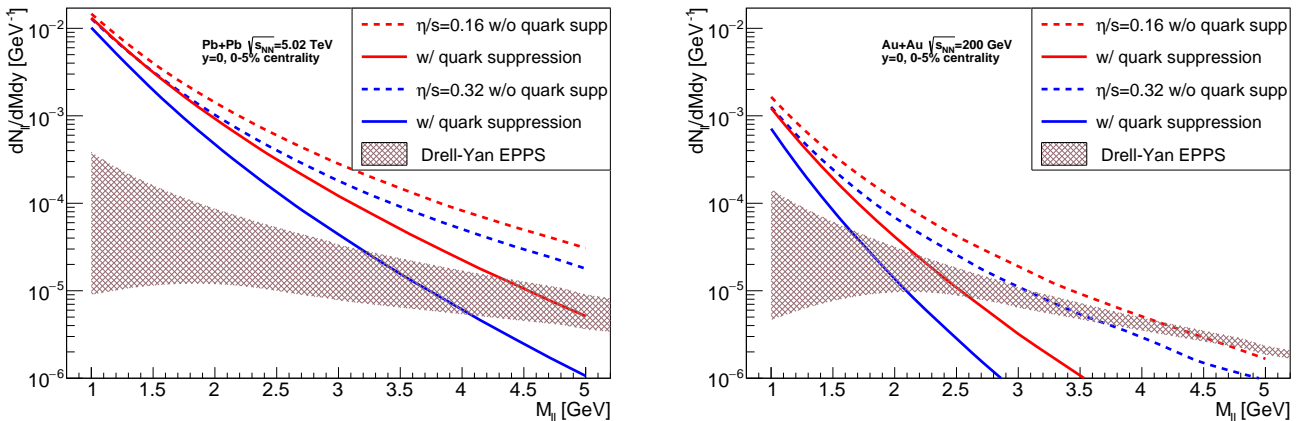 dN_ll/dMdy [GeV^-1]
10^-2
10^-3
10^-4
10^-5
10^-6
Pb+Pb √s_NN=5.02 TeV
y=0, 0-5% centrality
η/s=0.16 w/o quark supp
w/ quark suppression
η/s=0.32 w/o quark supp
w/ quark suppression
Drell-Yan EPPS
1 1.5 2 2.5 3 3.5 4 4.5 5
M_ll [GeV]
dN_ll/dMdy [GeV^-1]
10^-2
10^-3
10^-4
10^-5
10^-6
Au+Au √s_NN=200 GeV
y=0, 0-5% centrality
η/s=0.16 w/o quark supp
w/ quark suppression
η/s=0.32 w/o quark supp
w/ quark suppression
Drell-Yan EPPS
1 1.5 2 2.5 3 3.5 4 4.5 5
M_ll [GeV]